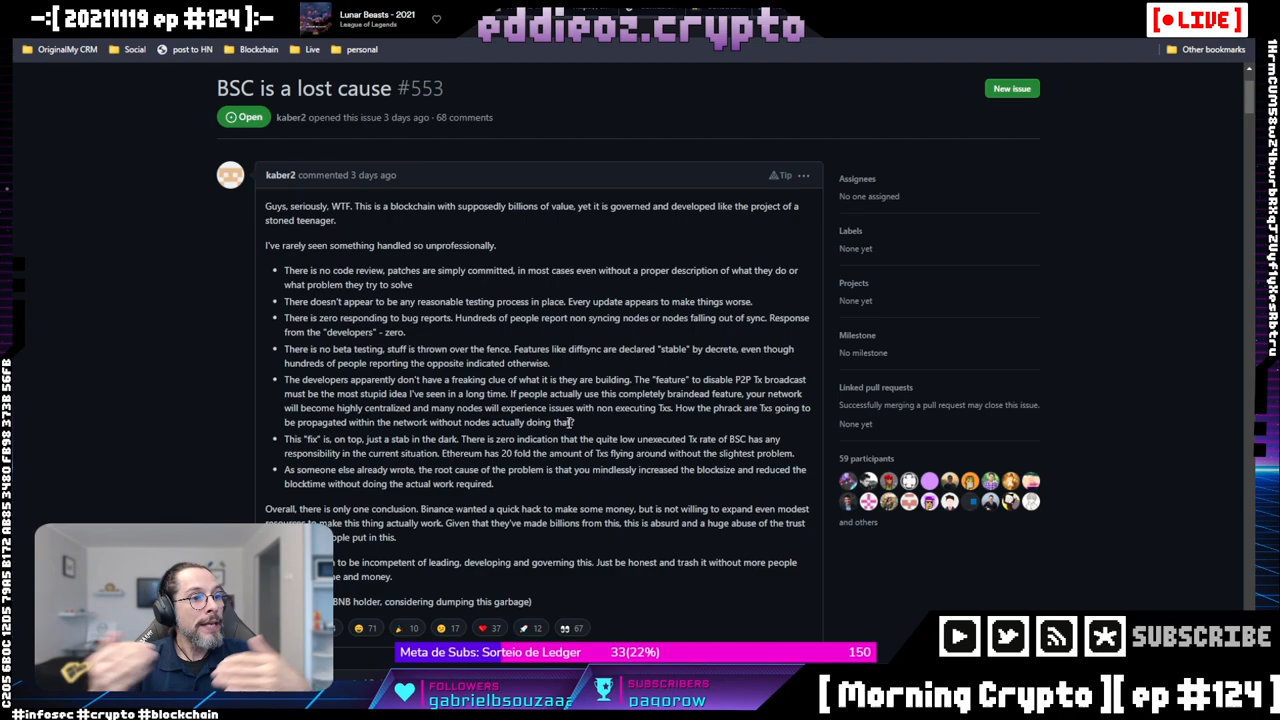 —:[ 20211119 ep #124 ]:—
Lunar Beasts - 2021
League of Legends
eddieoz.crypto
[● LIVE]
OriginalMy CRM
Social
post to HN
Blockchain
Live
personal
Other bookmarks
BSC is a lost cause #553
New issue
Open
kaber2 opened this issue 3 days ago · 68 comments
kaber2 commented 3 days ago
Tip
Guys, seriously, WTF. This is a blockchain with supposedly billions of value, yet it is governed and developed like the project of a
stoned teenager.
I've rarely seen something handled so unprofessionally.
• There is no code review, patches are simply committed, in most cases even without a proper description of what they do or
what problem they try to solve
• There doesn't appear to be any reasonable testing process in place. Every update appears to make things worse.
• There is zero responding to bug reports. Hundreds of people report non syncing nodes or nodes falling out of sync. Response
from the "developers" - zero.
• There is no beta testing, stuff is thrown over the fence. Features like diffsync are declared "stable" by decrete, even though
hundreds of people reporting the opposite indicated otherwise.
• The developers apparently don't have a freaking clue of what it is they are building. The "feature" to disable P2P Tx broadcast
must be the most stupid idea I've seen in a long time. If people actually use this completely braindead feature, your network
will become highly centralized and many nodes will experience issues with non executing Txs. How the phrack are Txs going to
be propagated within the network without nodes actually doing that?
• This "fix" is, on top, just a stab in the dark. There is zero indication that the quite low unexecuted Tx rate of BSC has any
responsibility in the current situation. Ethereum has 20 fold the amount of Txs flying around without the slightest problem.
• As someone else already wrote, the root cause of the problem is that you mindlessly increased the blocksize and reduced the
blocktime without doing the actual work required.
Overall, there is only one conclusion. Binance wanted a quick hack to make some money, but is not willing to expand even modest
to make this thing actually work. Given that they've made billions from this, this is absurd and a huge abuse of the trust
put in this.
to be incompetent of leading, developing and governing this. Just be honest and trash it without more people
and money.
BNB holder, considering dumping this garbage)
71
10
17
37
12
67
Assignees
No one assigned
Labels
None yet
Projects
None yet
Milestone
No milestone
Linked pull requests
Successfully merging a pull request may close this issue.
None yet
59 participants
and others
Meta de Subs: Sorteio de Ledger
33(22%)
150
SUBSCRIBE
FOLLOWERS
gabrielbsouzaaa
SUBSCRIBERS
pagorow
[ Morning Crypto ][ ep #124 ]
#infosec #crypto #blockchain